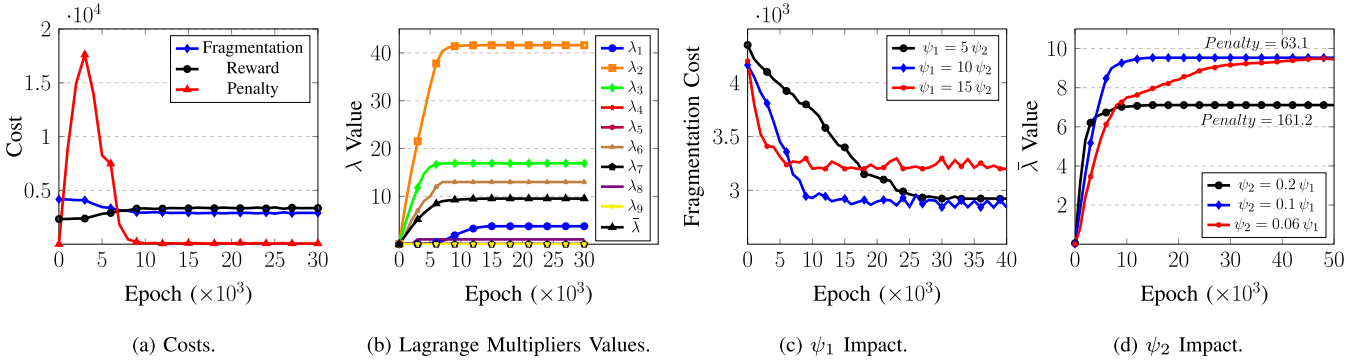 ·10⁴
2
1.5
1
0.5
0
0 5 10 15 20 25 30
Cost
Epoch (×10³)
Fragmentation
Reward
Penalty
(a) Costs.
40
30
20
10
0
0 5 10 15 20 25 30
λ Value
Epoch (×10³)
λ₁
λ₂
λ₃
λ₄
λ₅
λ₆
λ₇
λ₈
λ₉
λ̄
(b) Lagrange Multipliers Values.
·10³
4
3.5
3
0 5 10 15 20 25 30 35 40
Fragmentation Cost
Epoch (×10³)
ψ₁ = 5 ψ₂
ψ₁ = 10 ψ₂
ψ₁ = 15 ψ₂
(c) ψ₁ Impact.
10
8
6
4
2
0 10 20 30 40 50
λ̄ Value
Epoch (×10³)
Penalty = 63.1
Penalty = 161.2
ψ₂ = 0.2 ψ₁
ψ₂ = 0.1 ψ₁
ψ₂ = 0.06 ψ₁
(d) ψ₂ Impact.